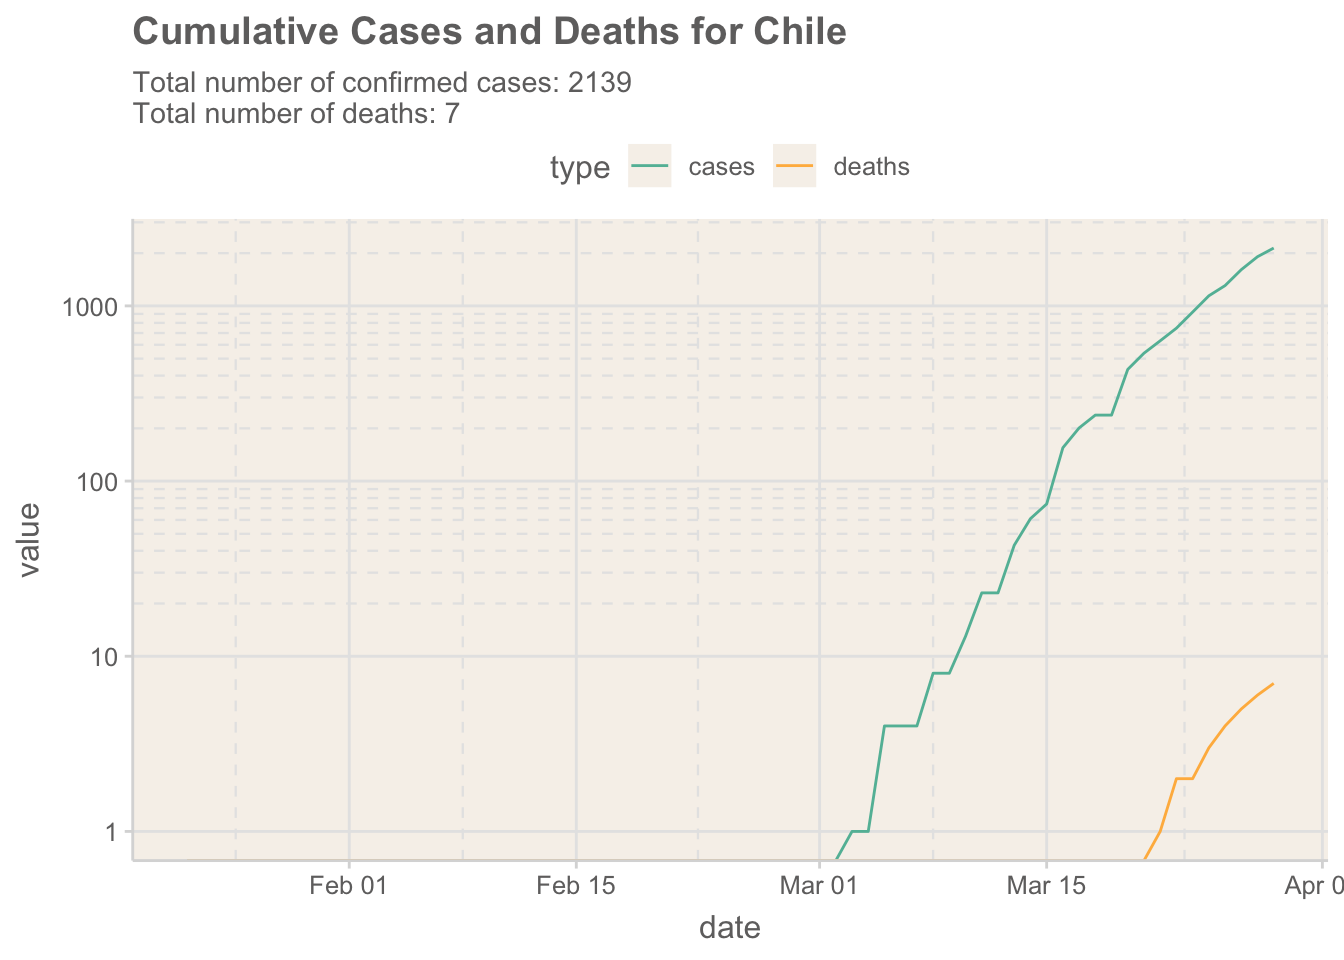 Cumulative Cases and Deaths for Chile
Total number of confirmed cases: 2139
Total number of deaths: 7
type cases deaths
1000
100
10
1
value
Feb 01 Feb 15 Mar 01 Mar 15 Apr 0
date